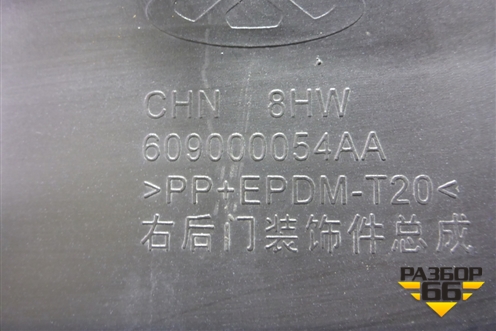 CHN 8HW
609000054AA
>PP+EPDM-T20<
右后门装饰件总成
РАЗБОР
66